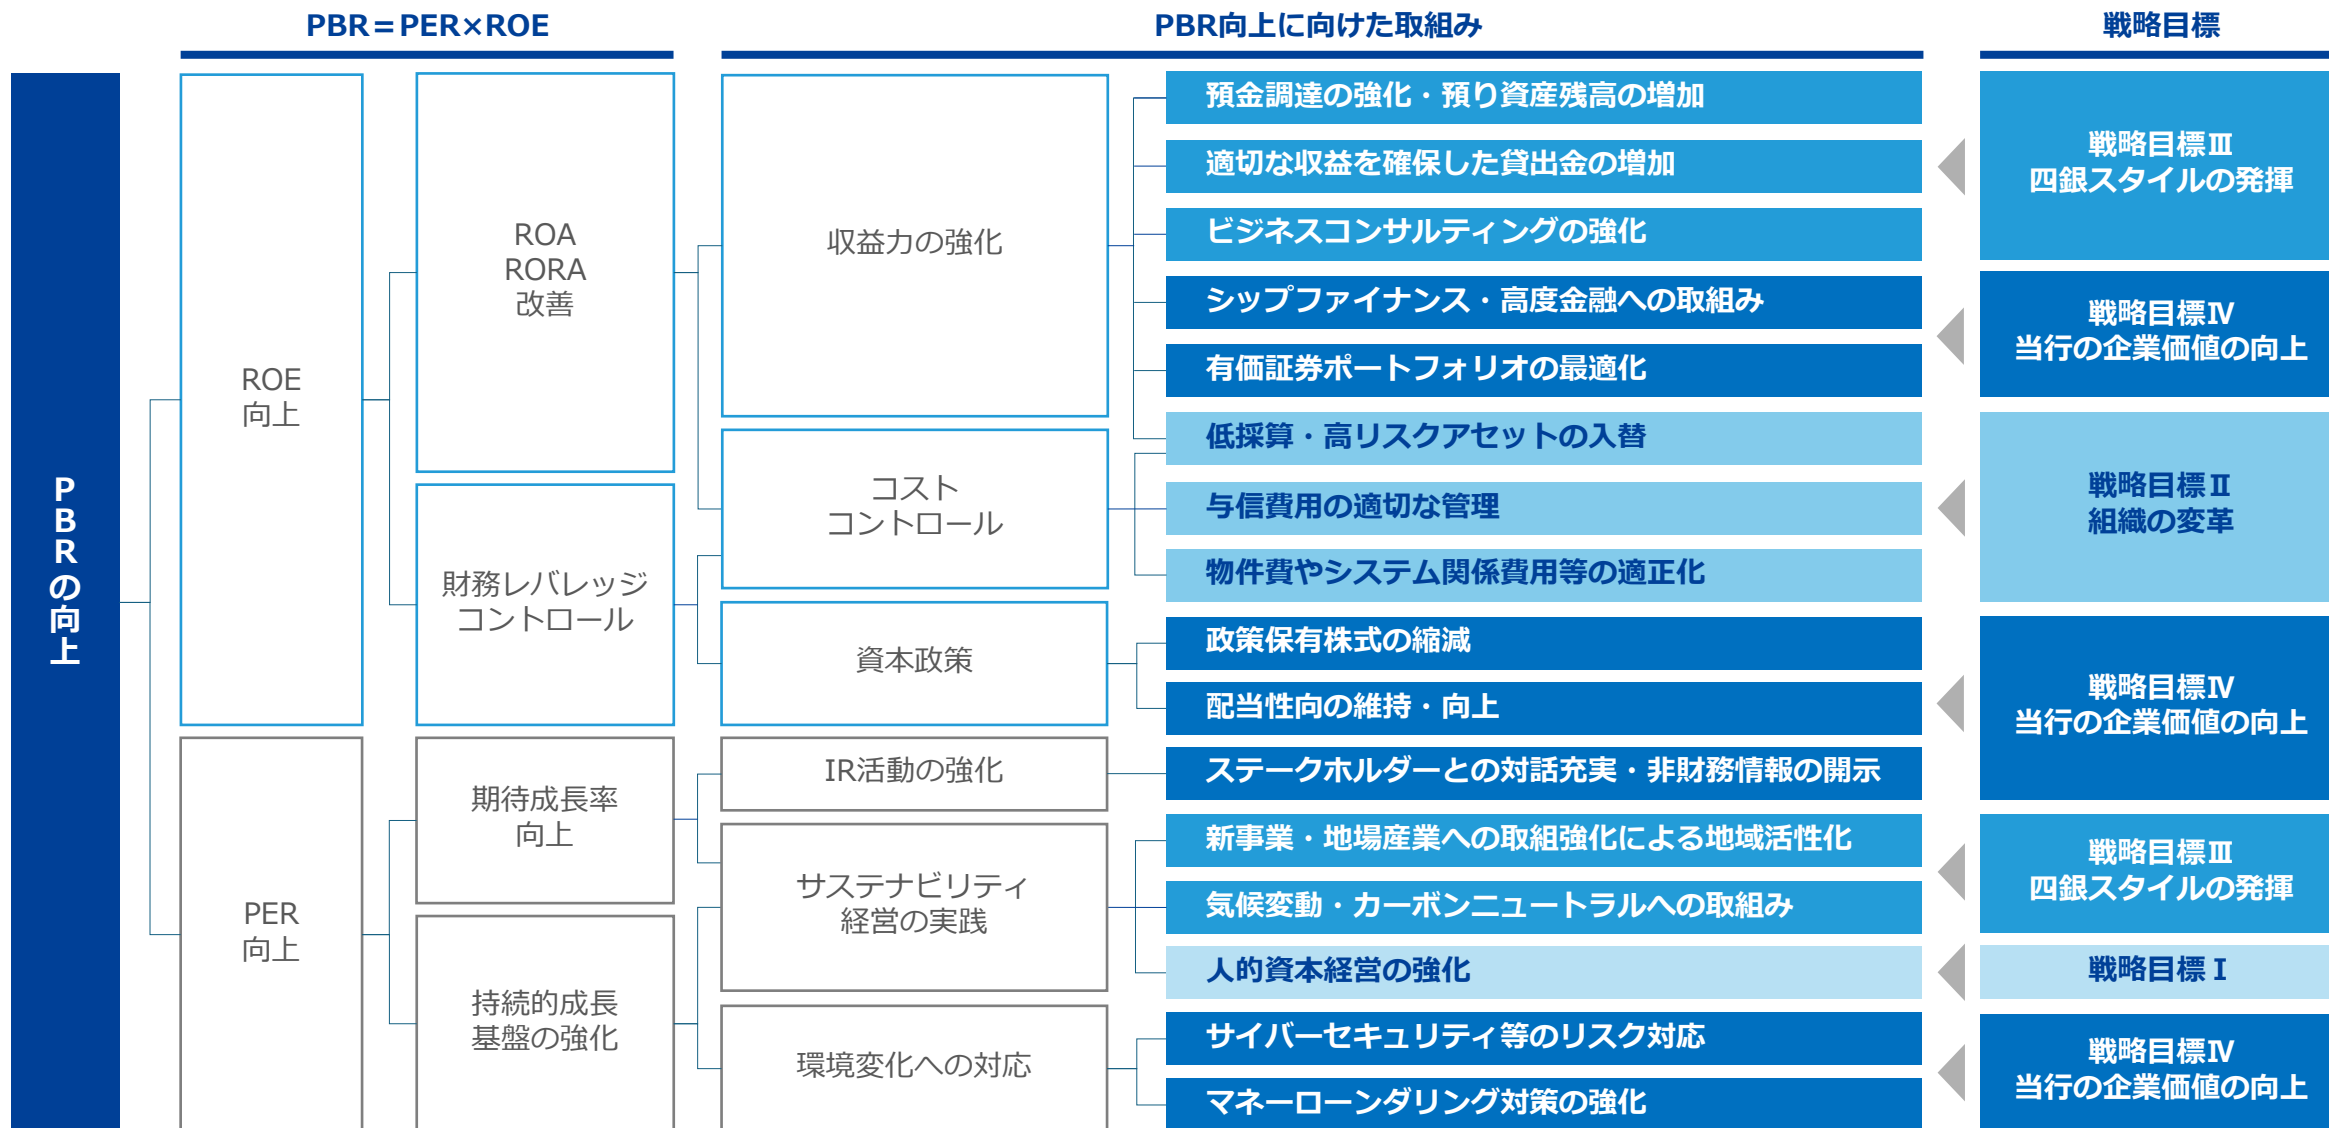 PBR＝PER×ROE
PBR向上に向けた取組み
戦略目標
PBRの向上
ROE
向上
ROA
RORA
改善
財務レバレッジ
コントロール
収益力の強化
コスト
コントロール
資本政策
預金調達の強化・預り資産残高の増加
適切な収益を確保した貸出金の増加
ビジネスコンサルティングの強化
シップファイナンス・高度金融への取組み
有価証券ポートフォリオの最適化
低採算・高リスクアセットの入替
与信費用の適切な管理
物件費やシステム関係費用等の適正化
政策保有株式の縮減
配当性向の維持・向上
戦略目標Ⅲ
四銀スタイルの発揮
戦略目標Ⅳ
当行の企業価値の向上
戦略目標Ⅱ
組織の変革
戦略目標Ⅳ
当行の企業価値の向上
PER
向上
期待成長率
向上
持続的成長
基盤の強化
IR活動の強化
サステナビリティ
経営の実践
環境変化への対応
ステークホルダーとの対話充実・非財務情報の開示
新事業・地場産業への取組強化による地域活性化
気候変動・カーボンニュートラルへの取組み
人的資本経営の強化
サイバーセキュリティ等のリスク対応
マネーローンダリング対策の強化
戦略目標Ⅲ
四銀スタイルの発揮
戦略目標Ⅰ
戦略目標Ⅳ
当行の企業価値の向上